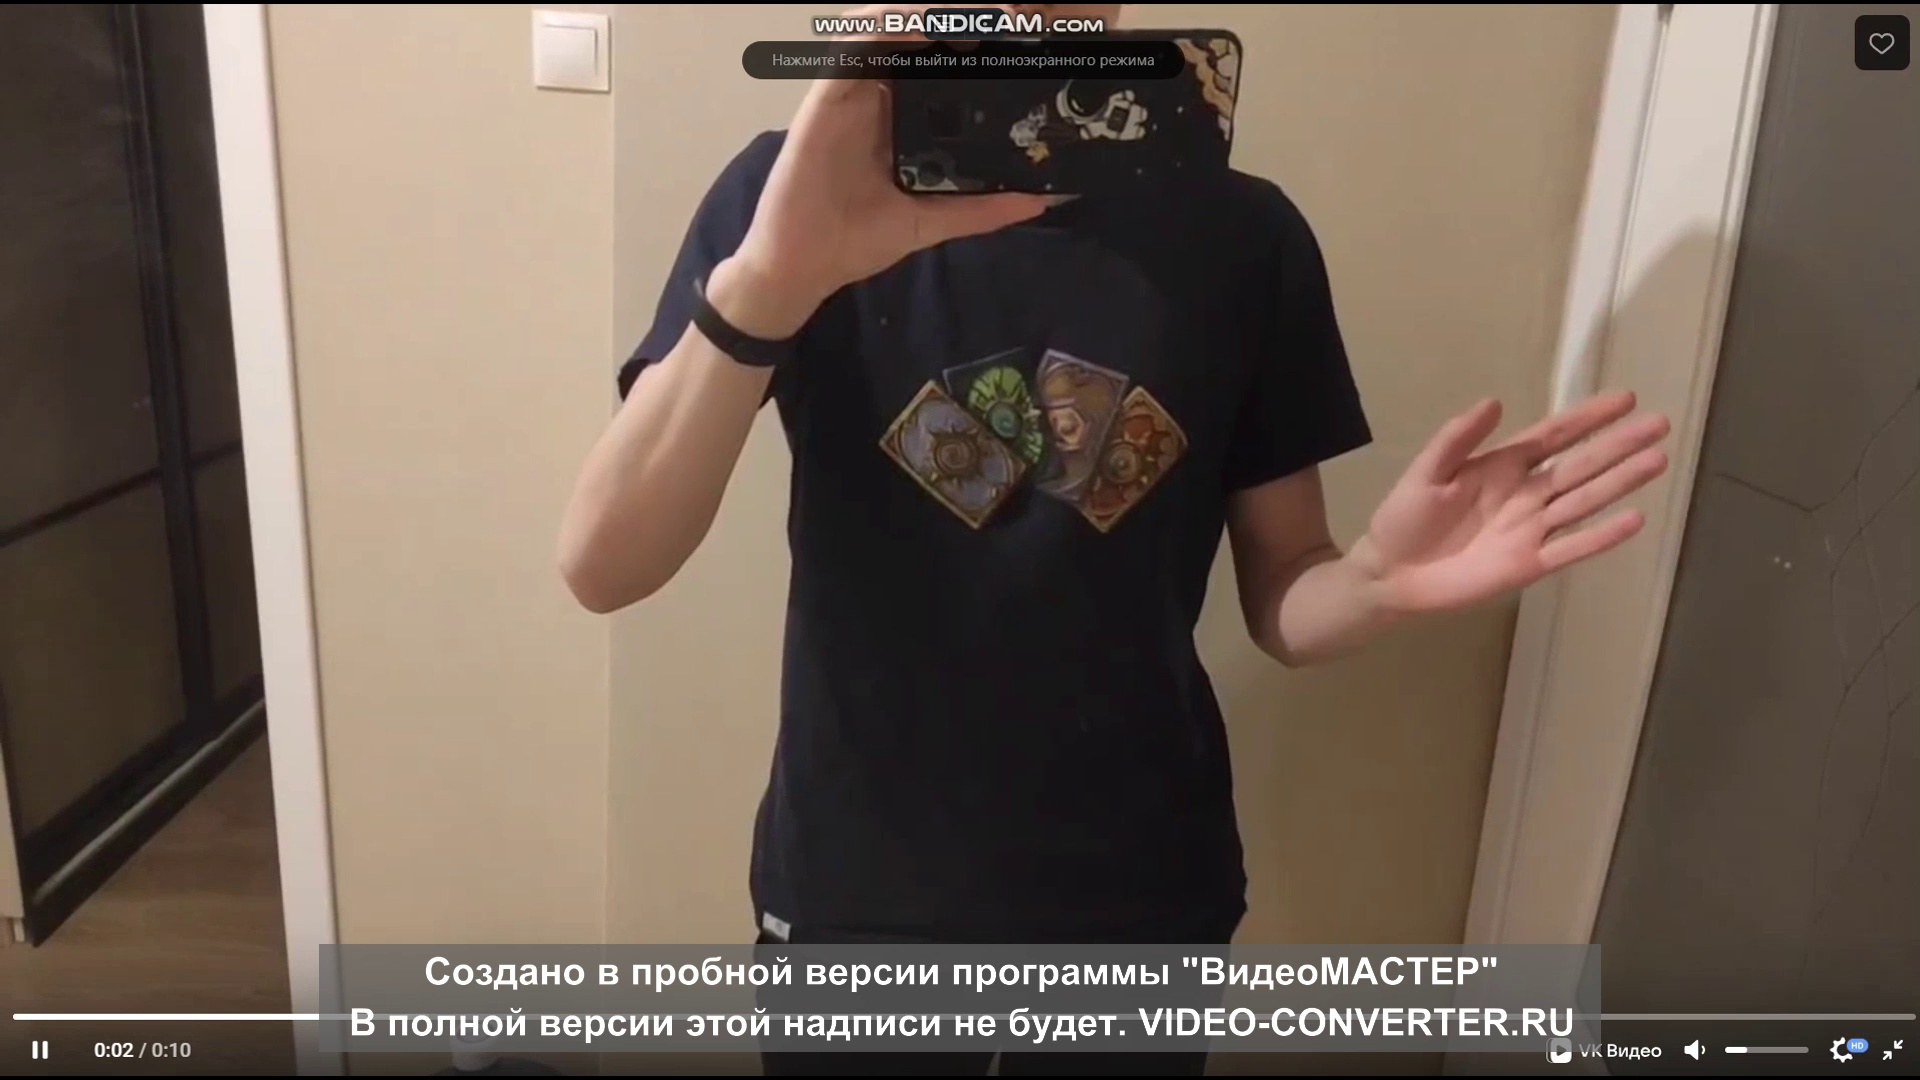 www.BANDICAM.com
Нажмите Esc, чтобы выйти из полноэкранного режима
Создано в пробной версии программы "ВидеоМАСТЕР"
В полной версии этой надписи не будет. VIDEO-CONVERTER.RU
0:02 / 0:10
VK Видео
HD